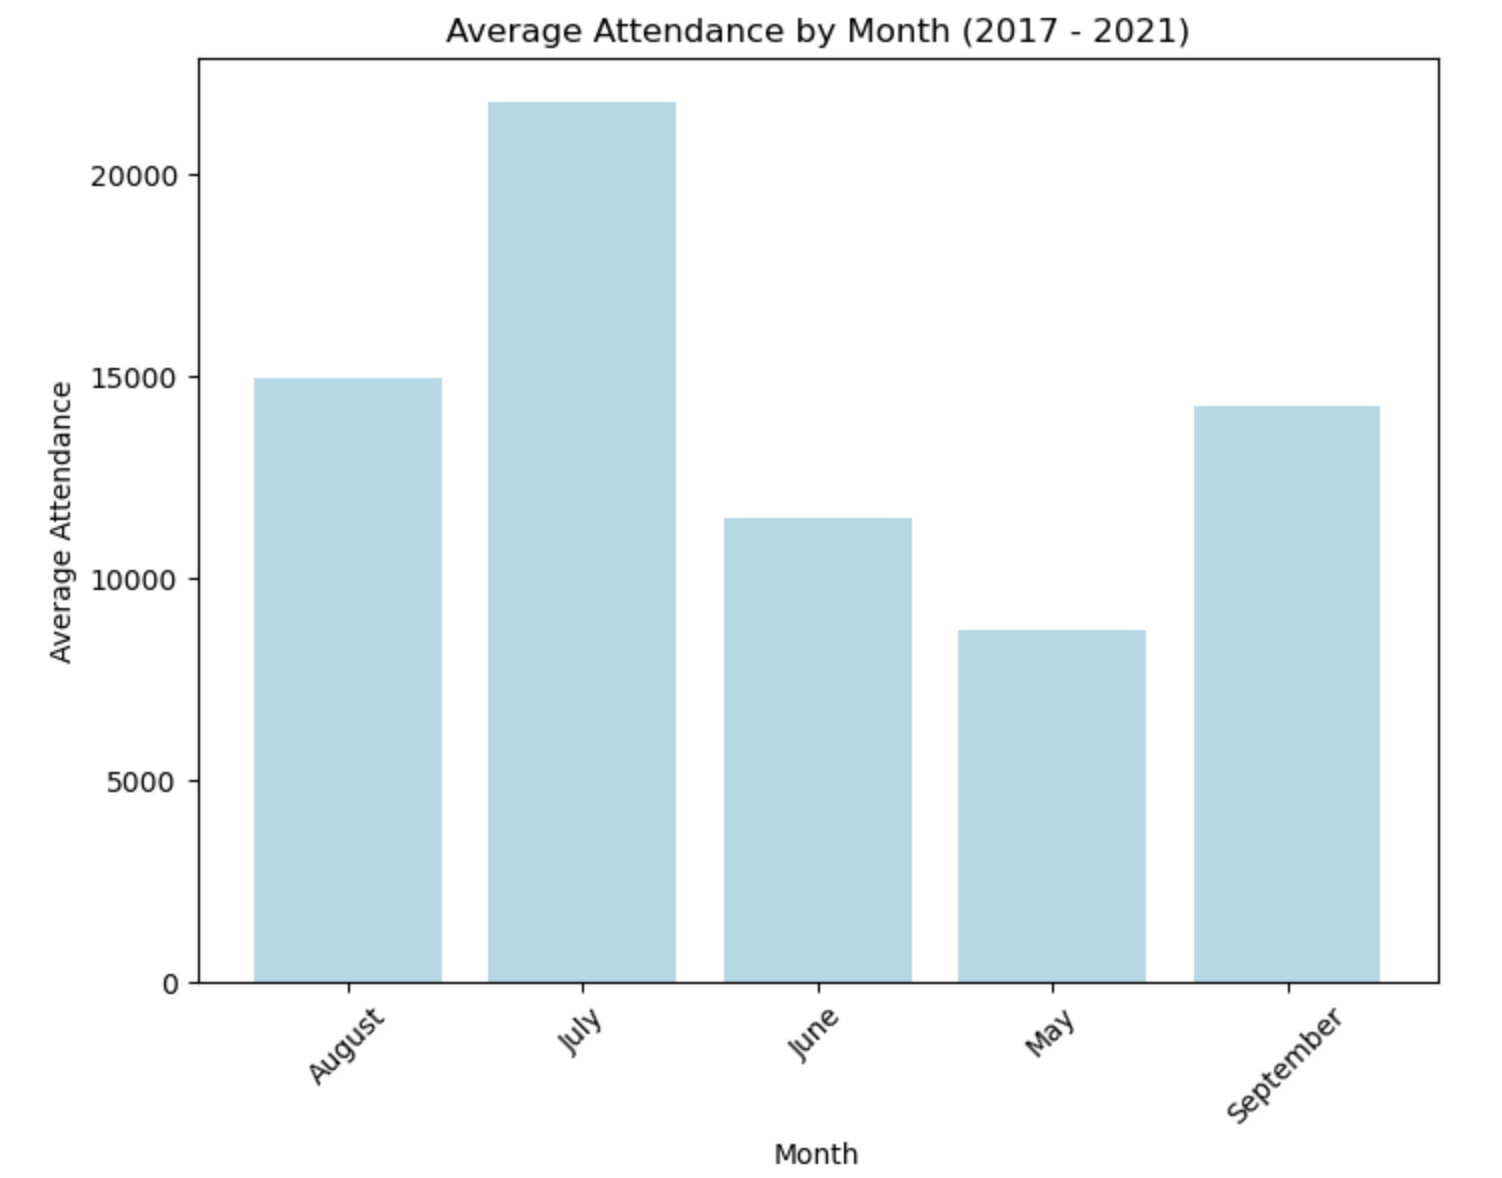 Average Attendance by Month (2017 - 2021)
Average Attendance
20000
15000
10000
5000
0
August
July
June
May
September
Month